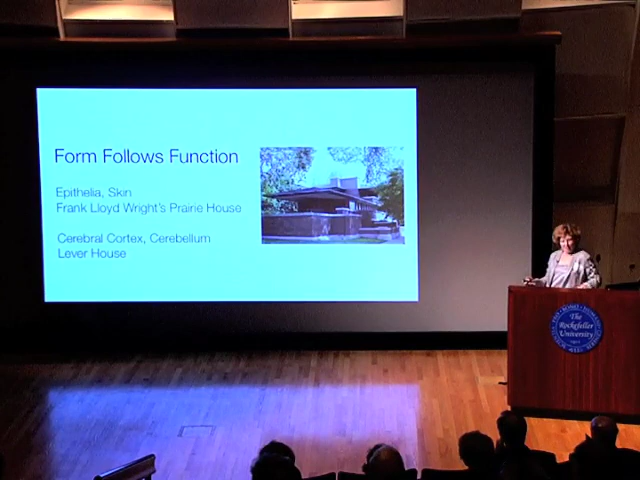 Form Follows Function
Epithelia, Skin
Frank Lloyd Wright's Prairie House
Cerebral Cortex, Cerebellum
Lever House
The
Rockefeller
University